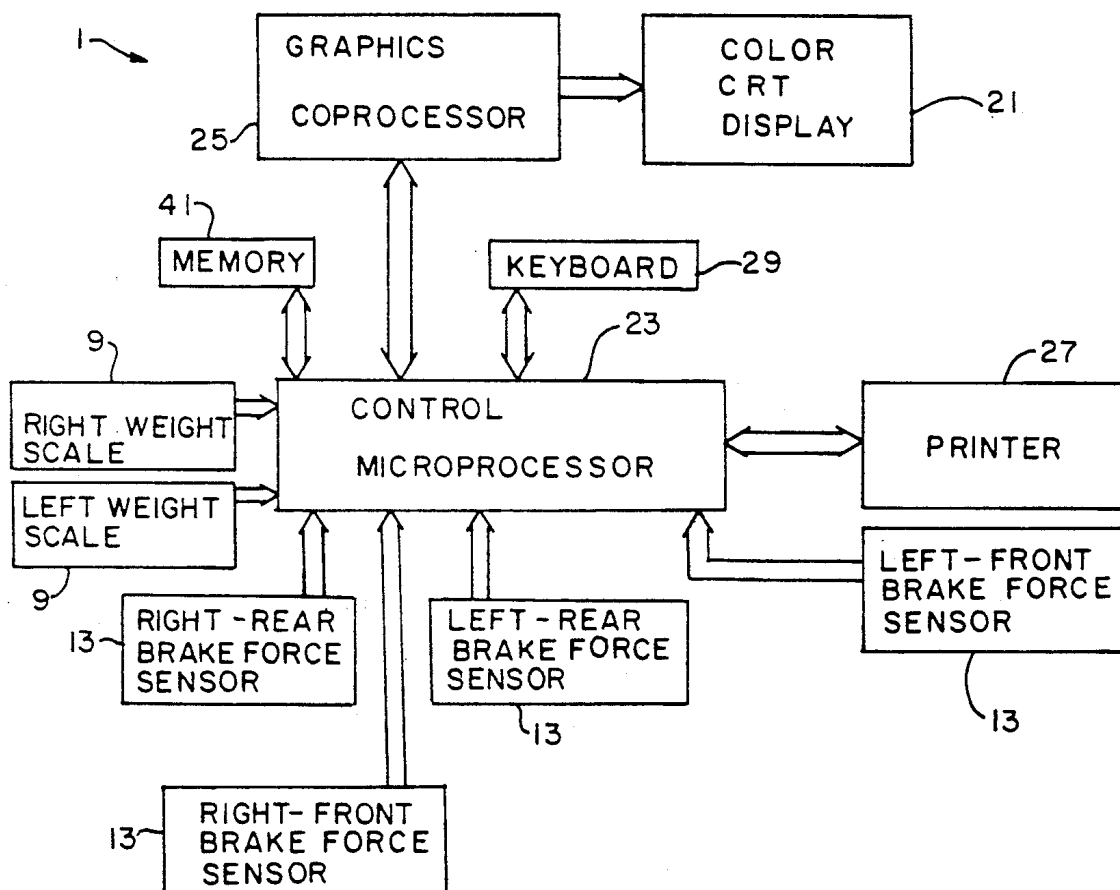 1
GRAPHICS
COPROCESSOR
25
COLOR
CRT
DISPLAY
21
41
MEMORY
KEYBOARD
29
23
9
RIGHT WEIGHT
SCALE
CONTROL
MICROPROCESSOR
27
PRINTER
LEFT WEIGHT
SCALE
9
13
RIGHT-REAR
BRAKE FORCE
SENSOR
LEFT-REAR
BRAKE FORCE
SENSOR
13
LEFT-FRONT
BRAKE FORCE
SENSOR
13
13
RIGHT-FRONT
BRAKE FORCE
SENSOR